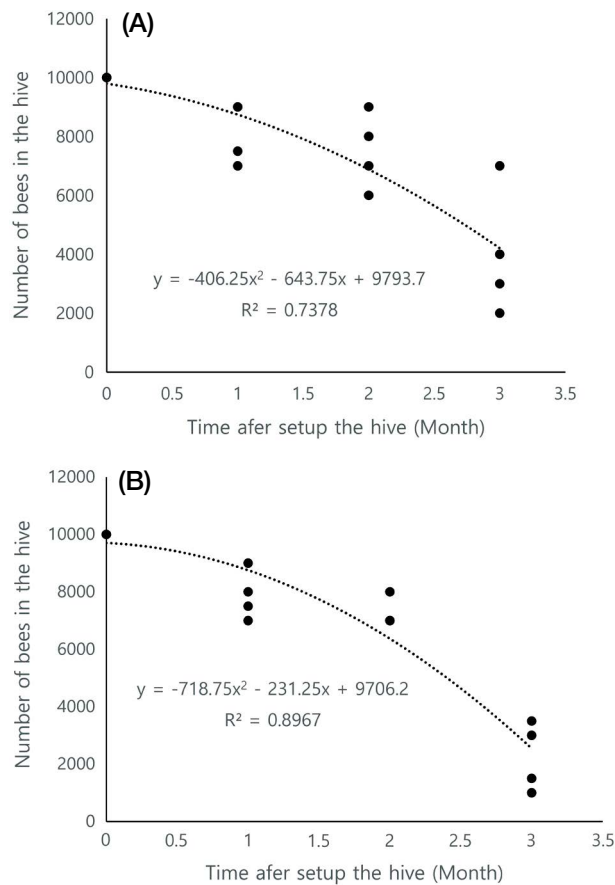 (A)
12000
10000
8000
6000
4000
2000
0
Number of bees in the hive
y = -406.25x² - 643.75x + 9793.7
R² = 0.7378
0 0.5 1 1.5 2 2.5 3 3.5
Time afer setup the hive (Month)
(B)
12000
10000
8000
6000
4000
2000
0
Number of bees in the hive
y = -718.75x² - 231.25x + 9706.2
R² = 0.8967
0 0.5 1 1.5 2 2.5 3 3.5
Time afer setup the hive (Month)